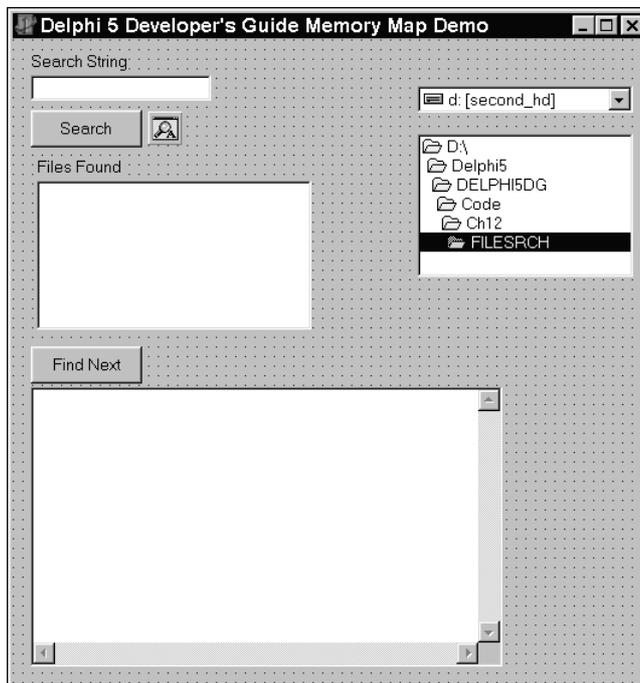 Delphi 5 Developer's Guide Memory Map Demo
Search String
d: [second_hd]
Search
Files Found
D:\
Delphi5
DELPHI5DG
Code
Ch12
FILESRCH
Find Next